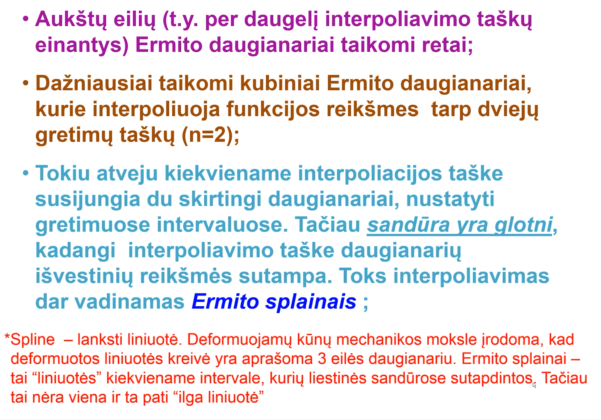 • Aukštų eilių (t.y. per daugelį interpoliavimo taškų
einantys) Ermito daugianariai taikomi retai;
• Dažniausiai taikomi kubiniai Ermito daugianariai,
kurie interpoliuoja funkcijos reikšmes tarp dviejų
gretimų taškų (n=2);
• Tokiu atveju kiekviename interpoliacijos taške
susijungia du skirtingi daugianariai, nustatyti
gretimuose intervaluose. Tačiau sandūra yra glotni,
kadangi interpoliavimo taške daugianarių
išvestinių reikšmės sutampa. Toks interpoliavimas
dar vadinamas Ermito splainais ;
*Spline – lanksti liniuotė. Deformuojamų kūnų mechanikos moksle įrodoma, kad
deformuotos liniuotės kreivė yra aprašoma 3 eilės daugianariu. Ermito splainai –
tai “liniuotės” kiekviename intervale, kurių liestinės sandūrose sutapdintos. Tačiau
tai nėra viena ir ta pati “ilga liniuotė”